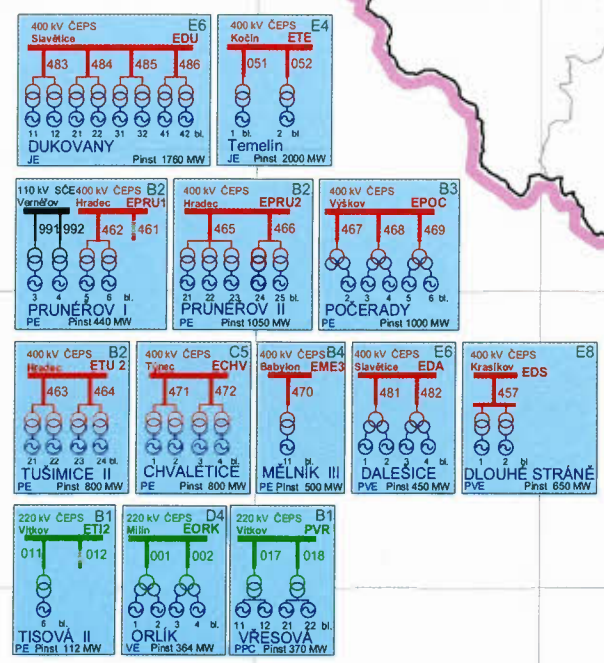 400 kV ČEPS E6
Slavětice EDU
483 484 485 486
11 12 21 22 31 32 41 42 bl.
DUKOVANY
JE Pinst 1760 MW
400 kV ČEPS E4
Kočín ETE
051 052
1 bl. 2 bl
Temelín
JE Pinst 2000 MW
110 kV SČE 400 kV ČEPS B2
Vernéřov Hradec EPRU1
991 992 462 461
3 4 5 6 bl.
PRUNÉROV I
PE Pinst 440 MW
400 kV ČEPS B2
Hradec EPRU2
465 466
21 22 23 24 25 bl.
PRUNÉROV II
PE Pinst 1050 MW
400 kV ČEPS B3
Výškov EPOC
467 468 469
2 3 4 5 6 bl.
POČERADY
PE Pinst 1000 MW
400 kV ČEPS B2
Hradec ETU 2
463 464
21 22 23 24 bl.
TUŠIMICE II
PE Pinst 800 MW
400 kV ČEPS C5
Týnec ECHV
471 472
1 2 3 4 bl.
CHVALETICE
PE Pinst 800 MW
400 kV ČEPS B4
Babylon EME3
470
11 bl.
MĚLNÍK III
PE Pinst 500 MW
400 kV ČEPS E6
Slavětice EDA
481 482
1 2 3 4 bl.
DALEŠICE
PVE Pinst 450 MW
400 kV ČEPS E8
Krasíkov EDS
457
1 2 bl.
DLOUHÉ STRÁNĚ
PVE Pinst 650 MW
220 kV ČEPS B1
Vítkov ETI2
011 012
6 bl.
TISOVÁ II
PE Pinst 112 MW
220 kV ČEPS D4
Milín EORK
001 002
1 2 3 4 bl.
ORLÍK
VE Pinst 364 MW
220 kV ČEPS B1
Vítkov PVR
017 018
11 12 21 22 bl.
VŘESOVÁ
PPC Pinst 370 MW